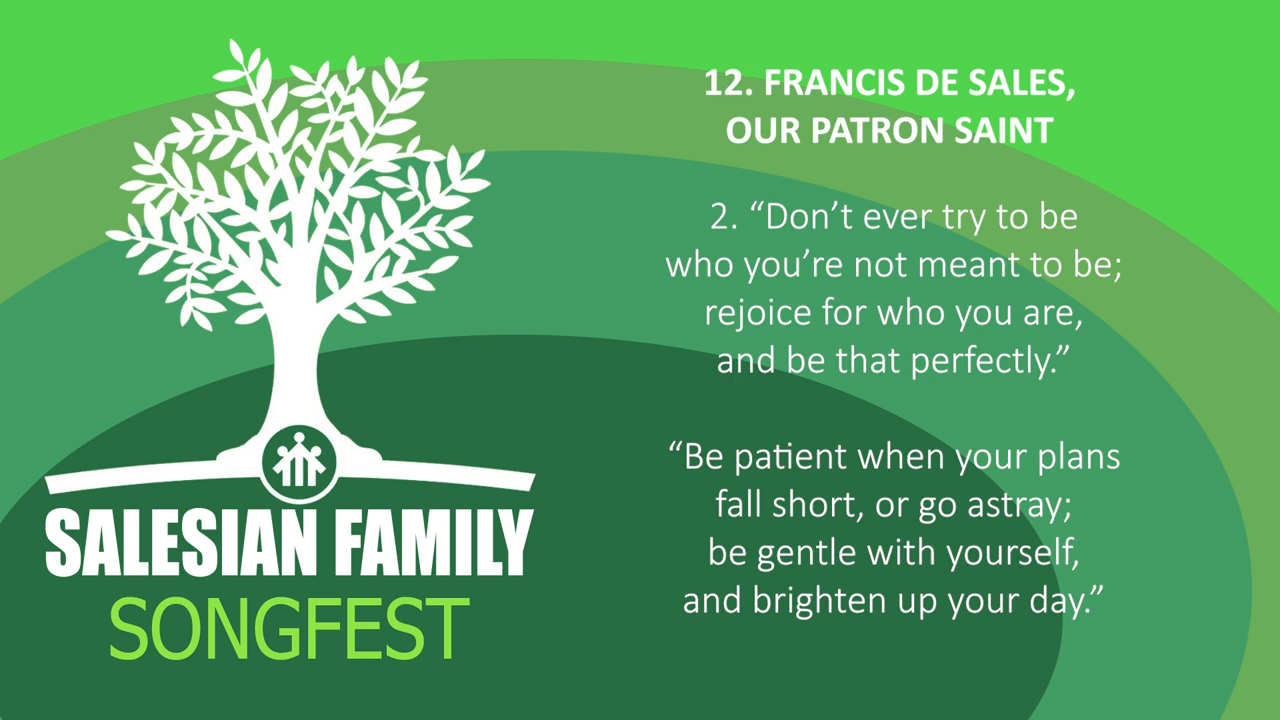 12. FRANCIS DE SALES,
OUR PATRON SAINT
2. “Don’t ever try to be
who you’re not meant to be;
rejoice for who you are,
and be that perfectly.”
“Be patient when your plans
fall short, or go astray;
be gentle with yourself,
and brighten up your day.”
SALESIAN FAMILY
SONGFEST